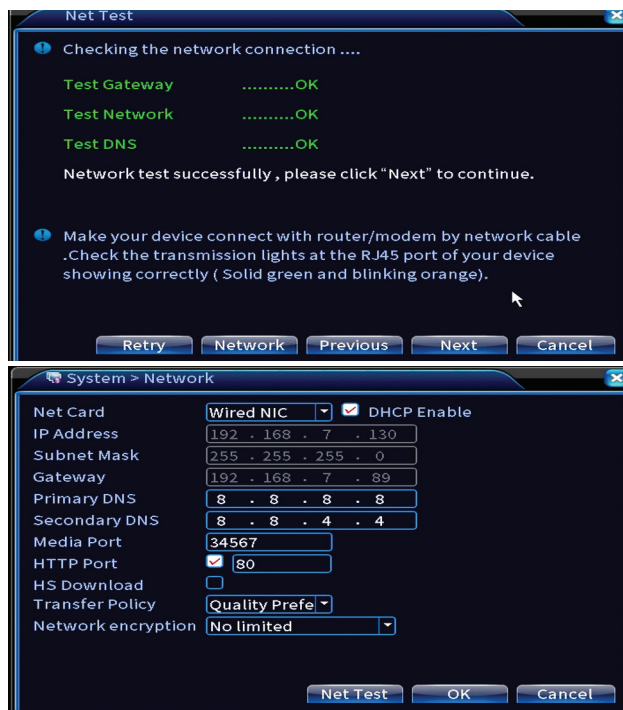 Net Test
Checking the network connection ....
Test Gateway ..........OK
Test Network ..........OK
Test DNS ..........OK
Network test successfully , please click “Next” to continue.
Make your device connect with router/modem by network cable
.Check the transmission lights at the RJ45 port of your device
showing correctly ( Solid green and blinking orange).
Retry Network Previous Next Cancel
System > Network
Net Card Wired NIC DHCP Enable
IP Address 192 . 168 . 7 . 130
Subnet Mask 255 . 255 . 255 . 0
Gateway 192 . 168 . 7 . 89
Primary DNS 8 . 8 . 8 . 8
Secondary DNS 8 . 8 . 4 . 4
Media Port 34567
HTTP Port 80
HS Download
Transfer Policy Quality Prefe
Network encryption No limited
Net Test OK Cancel